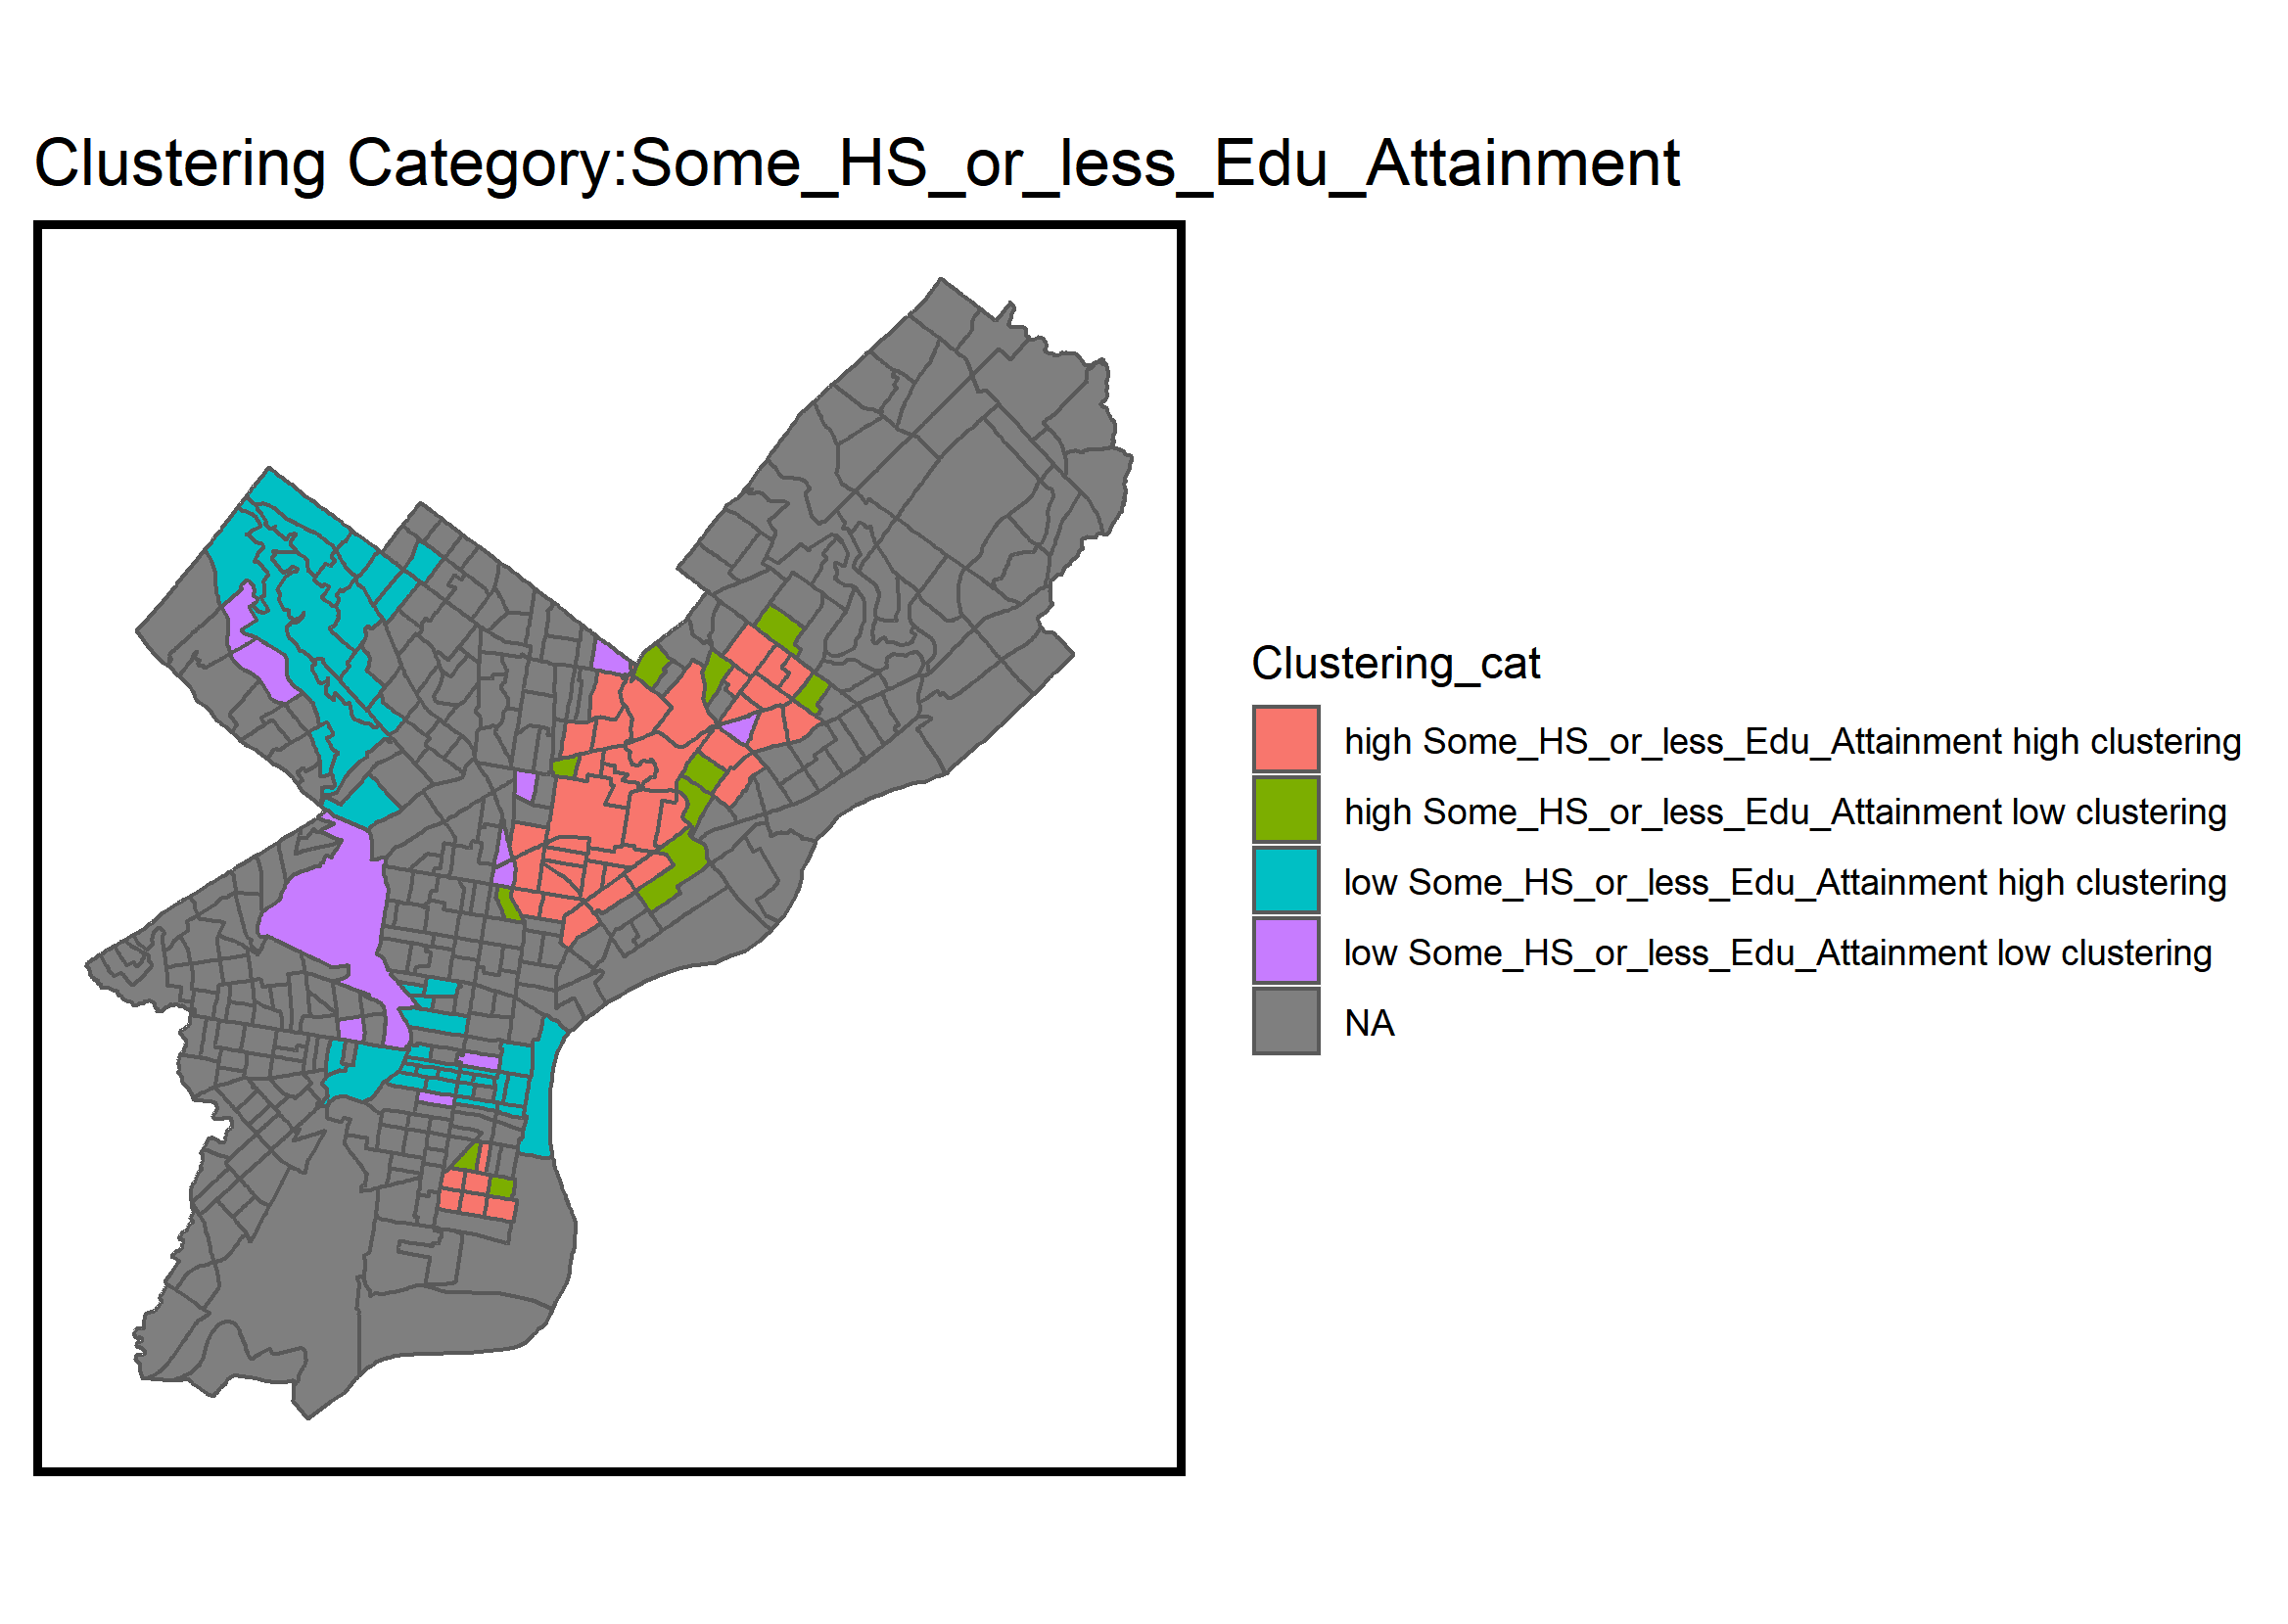 Clustering Category:Some_HS_or_less_Edu_Attainment
Clustering_cat
high Some_HS_or_less_Edu_Attainment high clustering
high Some_HS_or_less_Edu_Attainment low clustering
low Some_HS_or_less_Edu_Attainment high clustering
low Some_HS_or_less_Edu_Attainment low clustering
NA